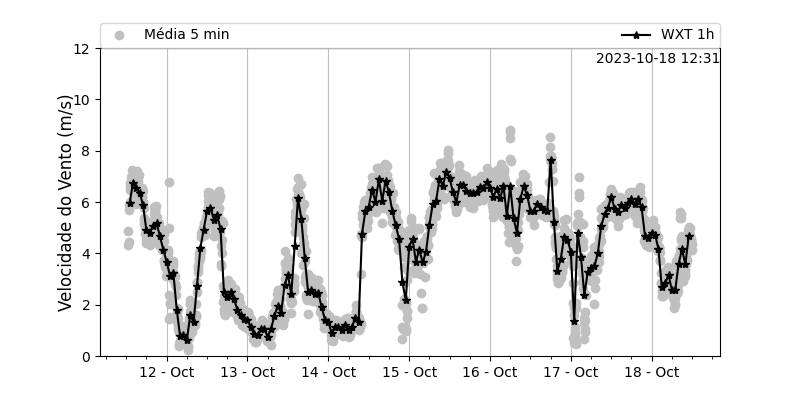 Média 5 min
WXT 1h
2023-10-18 12:31
Velocidade do Vento (m/s)
12
10
8
6
4
2
0
12 - Oct
13 - Oct
14 - Oct
15 - Oct
16 - Oct
17 - Oct
18 - Oct